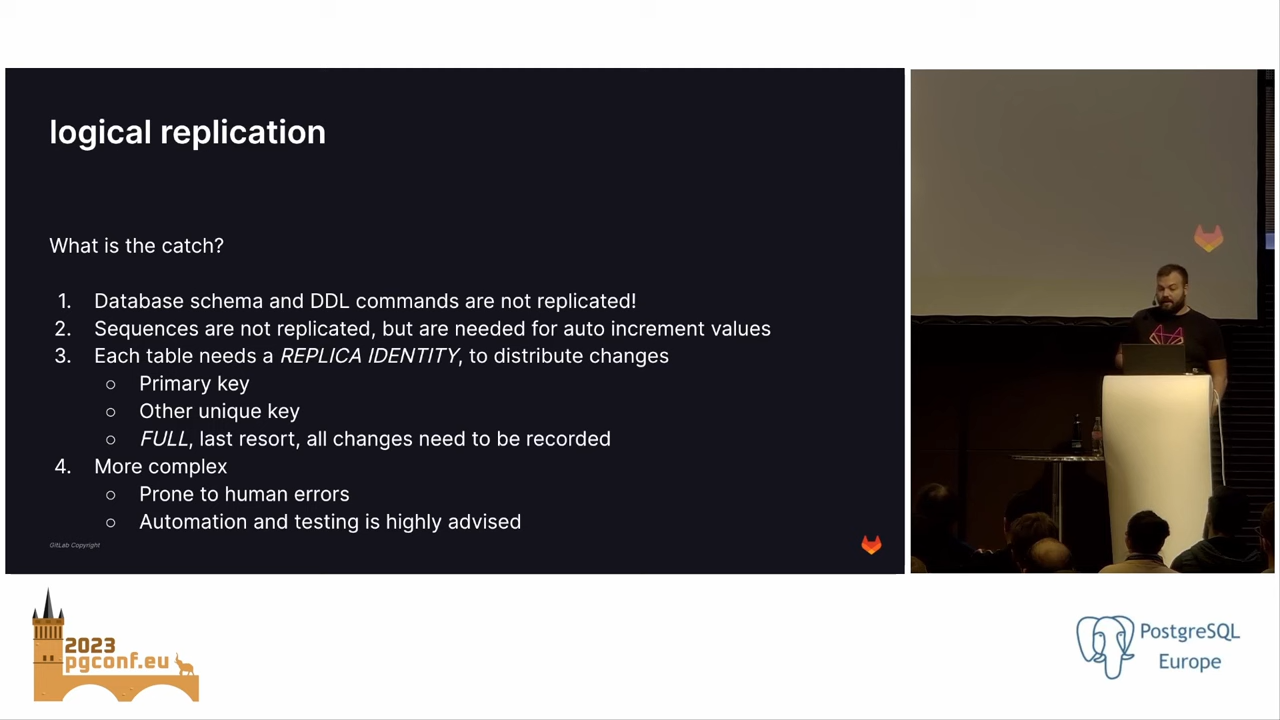 logical replication
What is the catch?
1. Database schema and DDL commands are not replicated!
2. Sequences are not replicated, but are needed for auto increment values
3. Each table needs a REPLICA IDENTITY, to distribute changes
○ Primary key
○ Other unique key
○ FULL, last resort, all changes need to be recorded
4. More complex
○ Prone to human errors
○ Automation and testing is highly advised
GitLab Copyright
2023
pgconf.eu
PostgreSQL
Europe